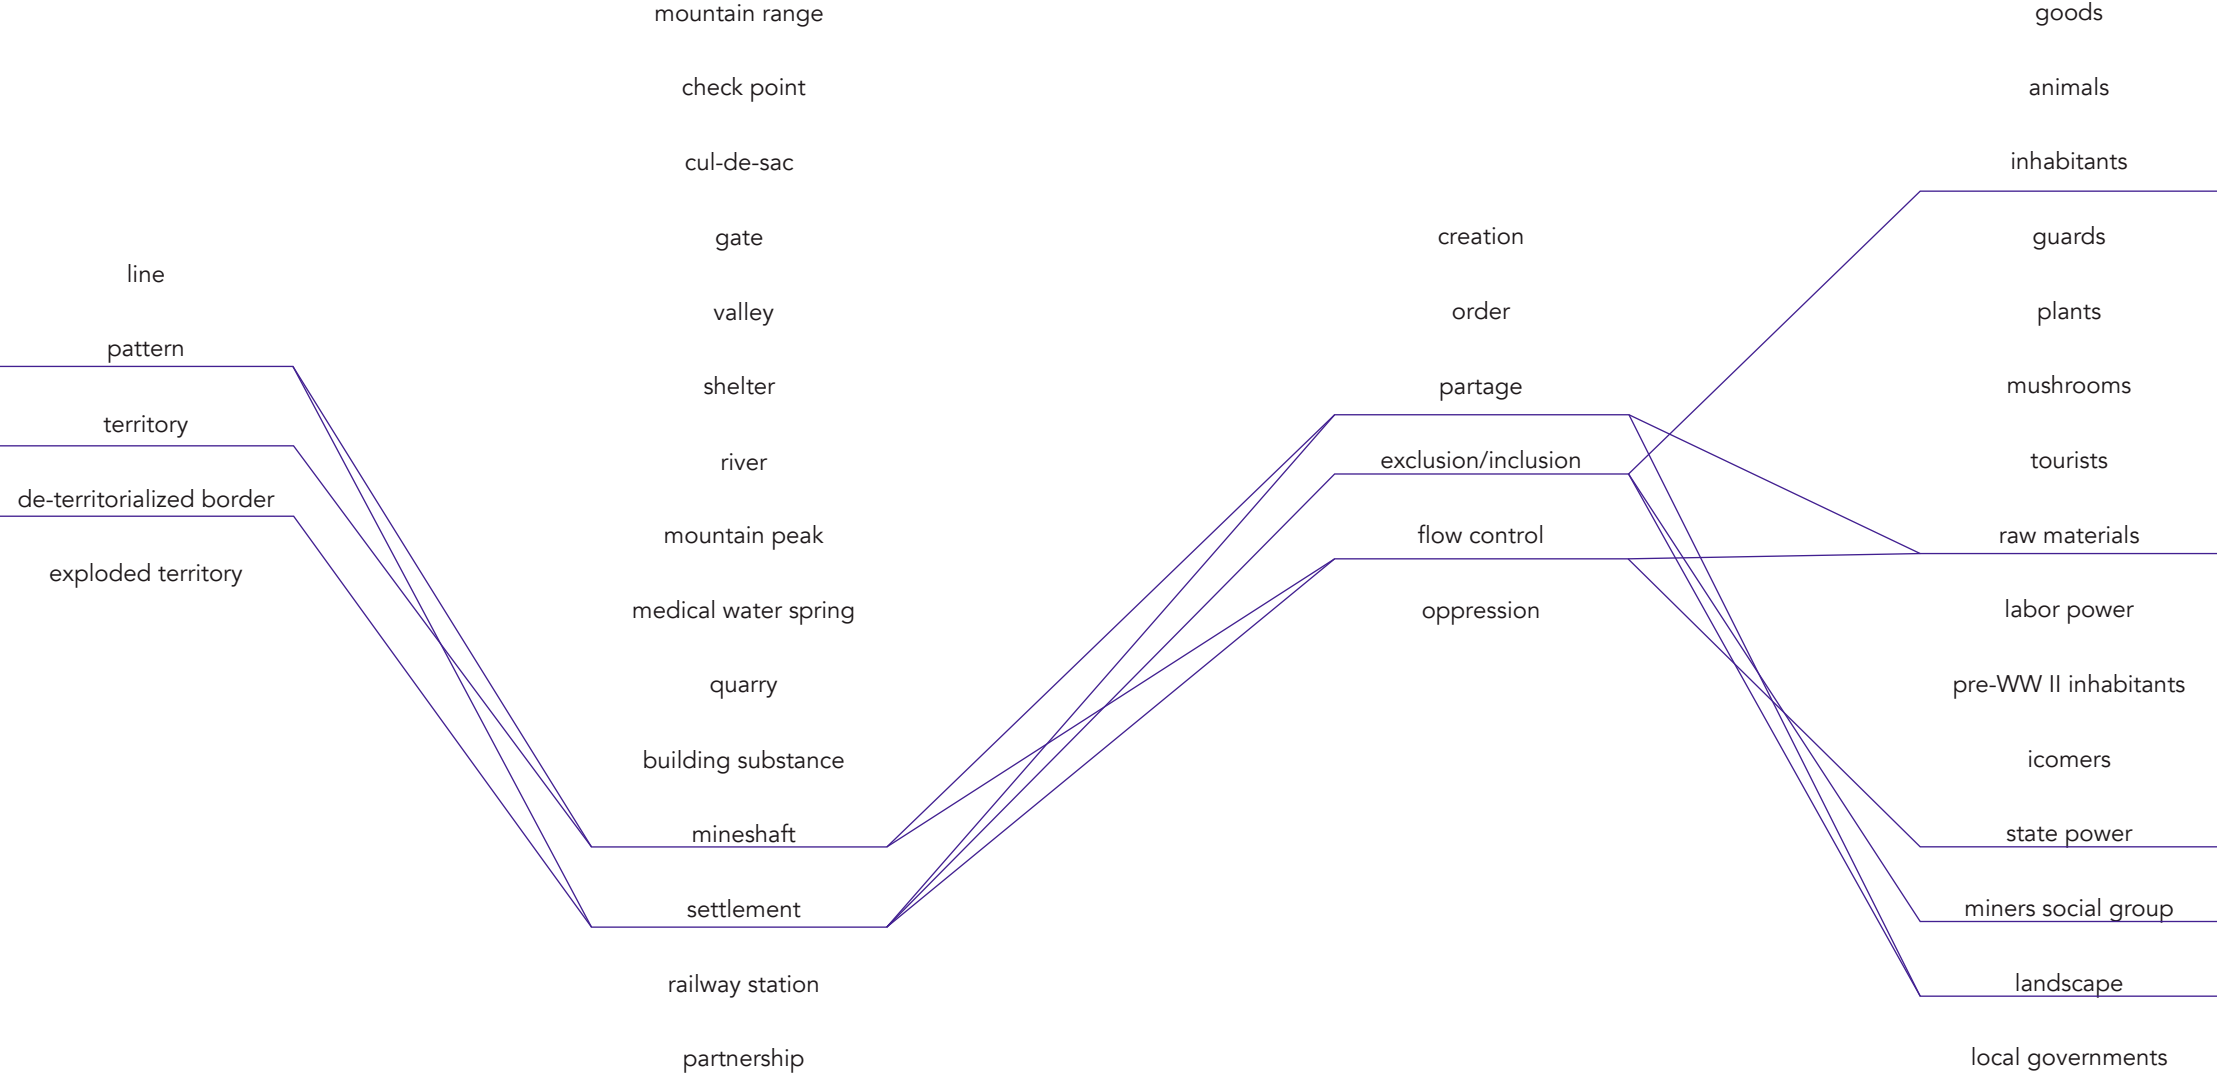 line
pattern
territory
de-territorialized border
exploded territory
mountain range
check point
cul-de-sac
gate
valley
shelter
river
mountain peak
medical water spring
quarry
building substance
mineshaft
settlement
railway station
partnership
creation
order
partage
exclusion/inclusion
flow control
oppression
goods
animals
inhabitants
guards
plants
mushrooms
tourists
raw materials
labor power
pre-WW II inhabitants
icomers
state power
miners social group
landscape
local governments